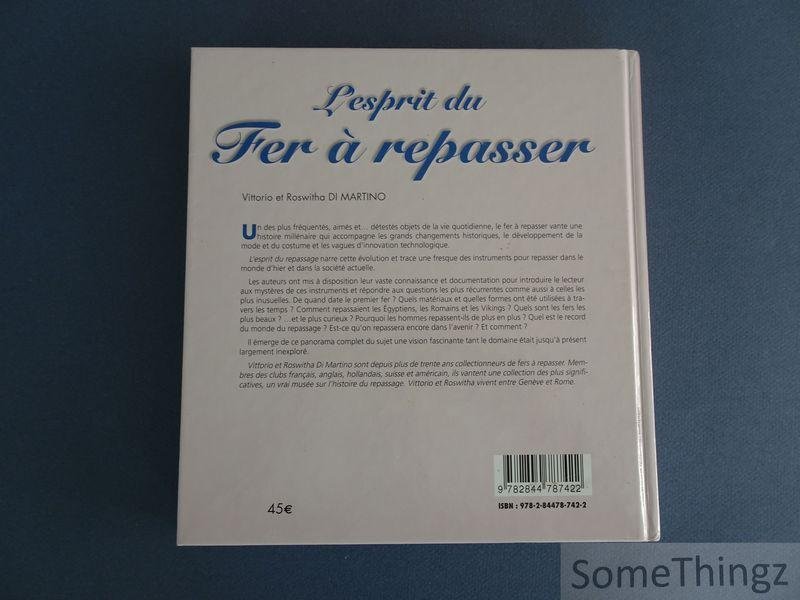 L'esprit du
Fer à repasser
Vittorio et Roswitha DI MARTINO
Un des plus fréquentés, aimés et... détestés objets de la vie quotidienne, le fer à repasser vante une
histoire millénaire qui accompagne les grands changements historiques, le développement de la
mode et du costume et les vagues d'innovation technologique.
L'esprit du repassage narre cette évolution et trace une fresque des instruments pour repasser dans le
monde d'hier et dans la société actuelle.
Les auteurs ont mis à disposition leur vaste connaissance et documentation pour introduire le lecteur
aux mystères de ces instruments et répondre aux questions les plus récurrentes comme aussi à celles les
plus inusuelles. De quand date le premier fer ? Quels matériaux et quelles formes ont été utilisées à tra-
vers les temps ? Comment repassaient les Égyptiens, les Romains et les Vikings ? Quels sont les fers les
plus beaux ? ...et le plus curieux ? Pourquoi les hommes repassent-ils de plus en plus ? Quel est le record
du monde du repassage ? Est-ce qu'on repassera encore dans l'avenir ? Et comment ?
Il émerge de ce panorama complet du sujet une vision fascinante tant le domaine était jusqu'à présent
largement inexploré.
Vittorio et Roswitha Di Martino sont depuis plus de trente ans collectionneurs de fers à repasser. Mem-
bres des clubs français, anglais, hollandais, suisse et américain, ils vantent une collection des plus signifi-
catives, un vrai musée sur l'histoire du repassage. Vittorio et Roswitha vivent entre Genève et Rome.
9 782844 787422
45€
ISBN : 978-2-84478-742-2
SomeThingz